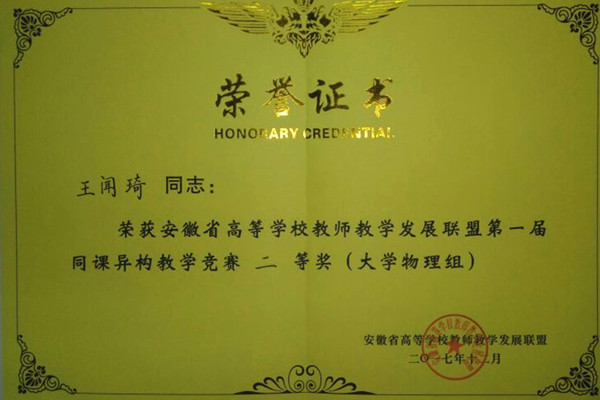 荣誉证书
HONORARY CREDENTIAL
王闻琦 同志：
荣获安徽省高等学校教师教学发展联盟第一届
同课异构教学竞赛 二 等奖（大学物理组）
安徽省高等学校教师教学发展联盟
二〇一七年十二月